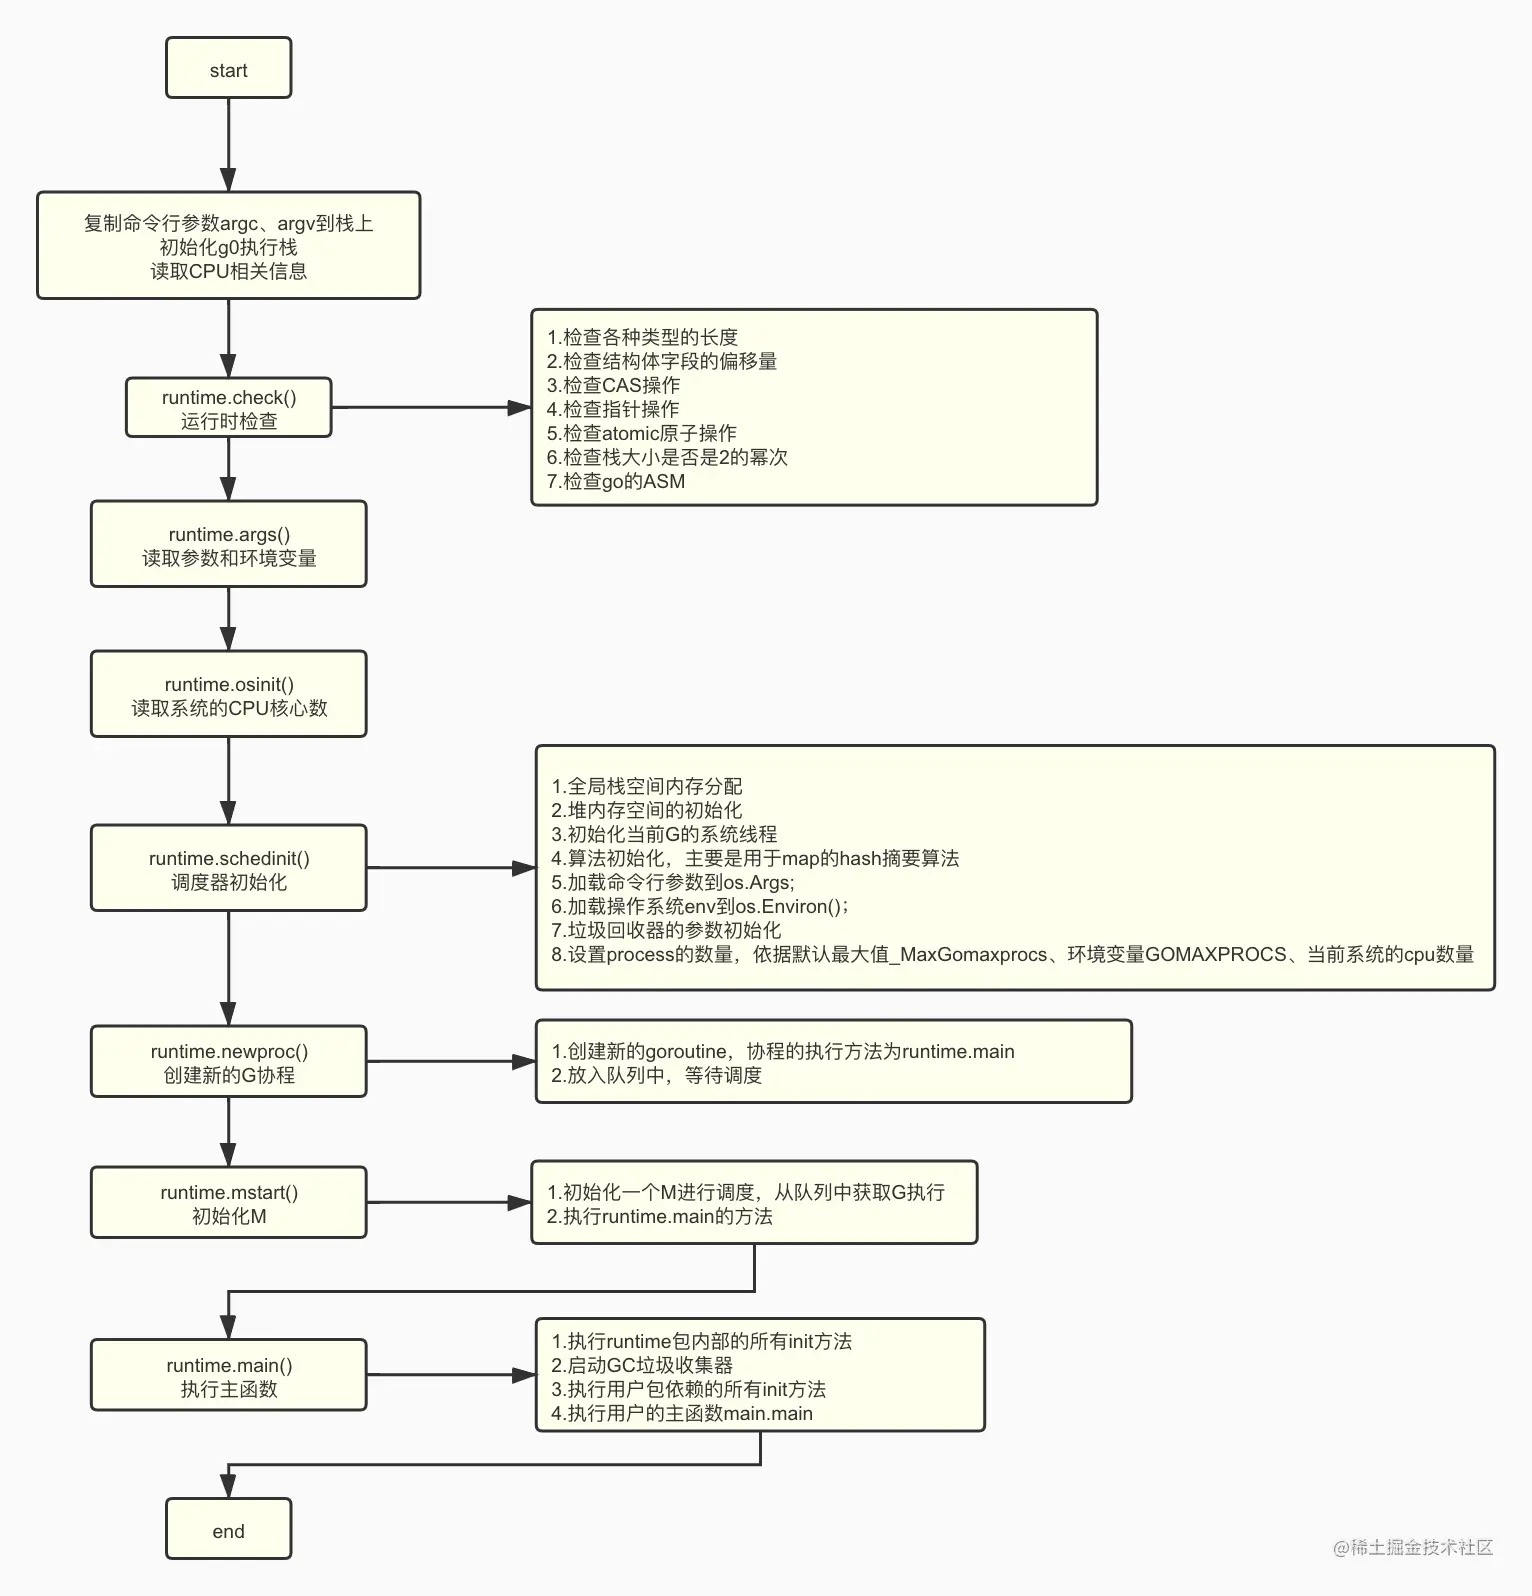 start
复制命令行参数argc、argv到栈上
初始化g0执行栈
读取CPU相关信息
runtime.check()
运行时检查
1.检查各种类型的长度
2.检查结构体字段的偏移量
3.检查CAS操作
4.检查指针操作
5.检查atomic原子操作
6.检查栈大小是否是2的幂次
7.检查go的ASM
runtime.args()
读取参数和环境变量
runtime.osinit()
读取系统的CPU核心数
runtime.schedinit()
调度器初始化
1.全局栈空间内存分配
2.堆内存空间的初始化
3.初始化当前G的系统线程
4.算法初始化，主要是用于map的hash摘要算法
5.加载命令行参数到os.Args;
6.加载操作系统env到os.Environ()；
7.垃圾回收器的参数初始化
8.设置process的数量，依据默认最大值_MaxGomaxprocs、环境变量GOMAXPROCS、当前系统的cpu数量
runtime.newproc()
创建新的G协程
1.创建新的goroutine，协程的执行方法为runtime.main
2.放入队列中，等待调度
runtime.mstart()
初始化M
1.初始化一个M进行调度，从队列中获取G执行
2.执行runtime.main的方法
runtime.main()
执行主函数
1.执行runtime包内部的所有init方法
2.启动GC垃圾收集器
3.执行用户包依赖的所有init方法
4.执行用户的主函数main.main
end
@稀土掘金技术社区